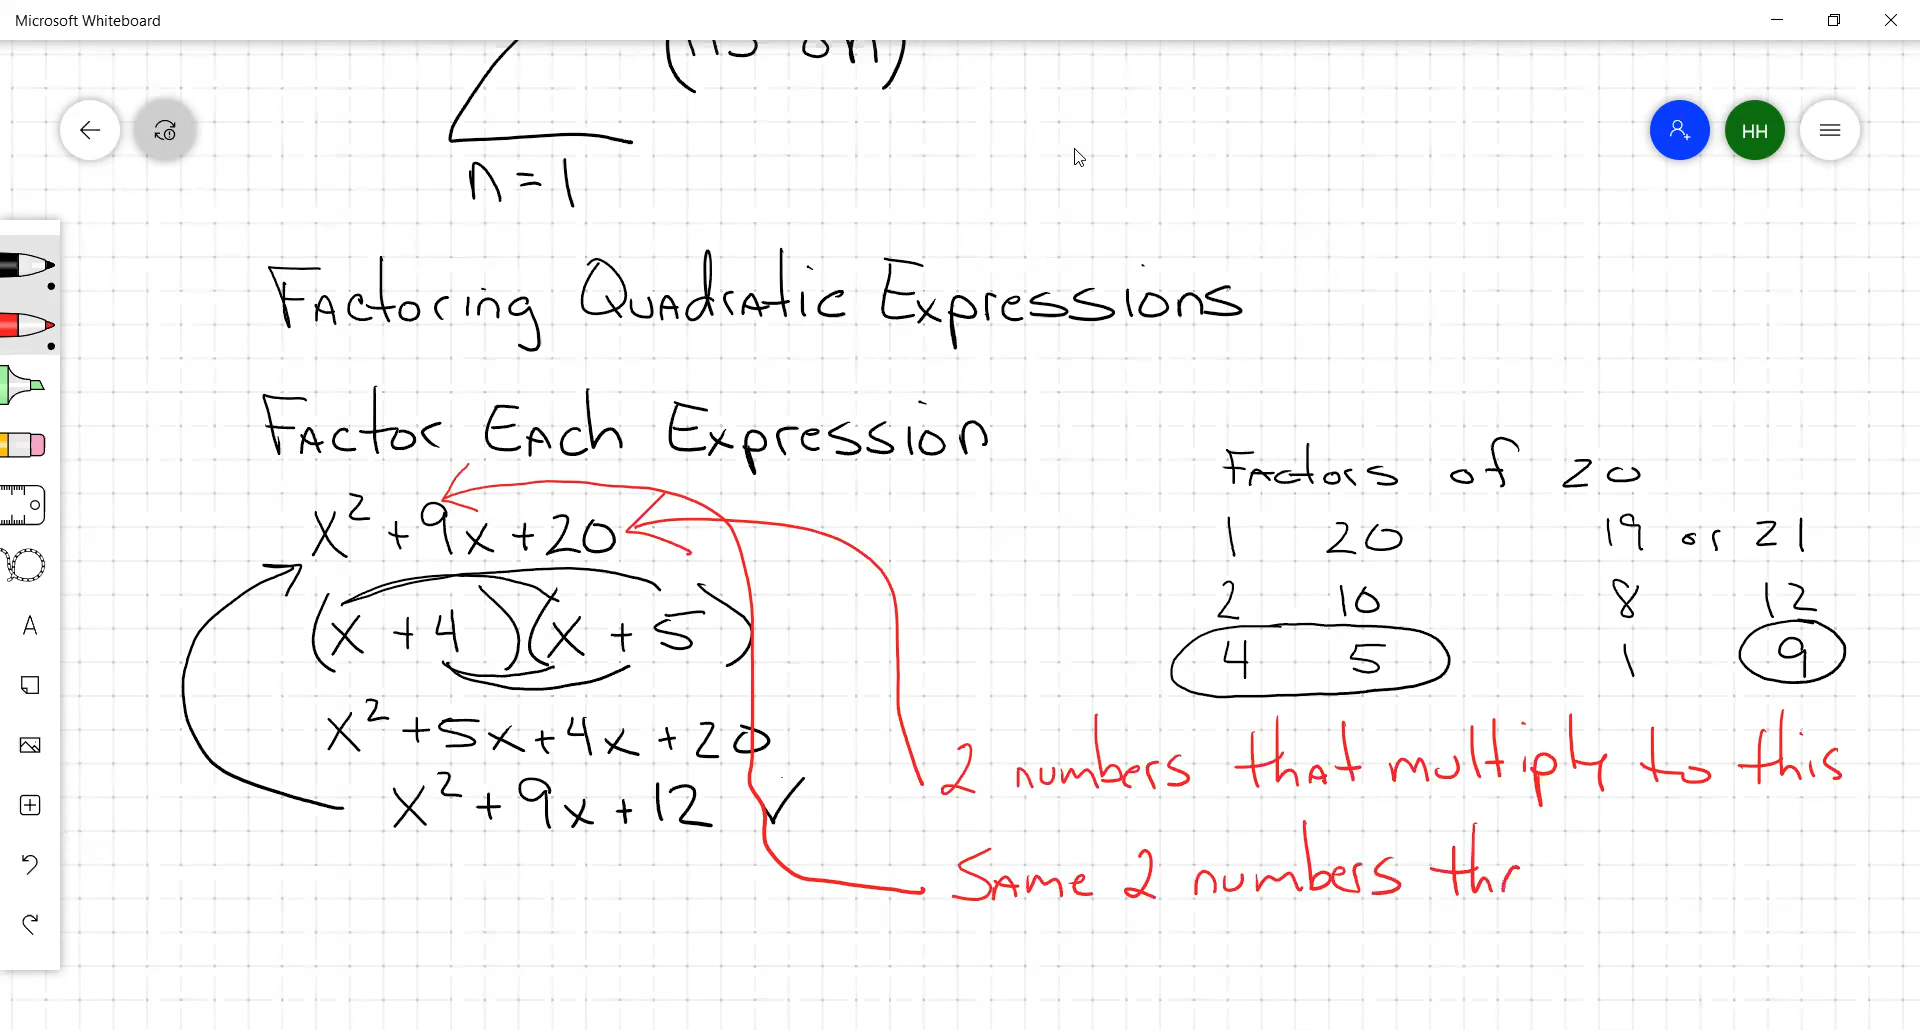 Microsoft Whiteboard
HH
n = 1
Factoring Quadratic Expressions
Factor Each Expression
x² + 9x + 20
(x + 4)(x + 5)
x² + 5x + 4x + 20
x² + 9x + 12 ✓
Factors of 20
1 20 19 or 21
2 10 8 12
4 5 1 9
2 numbers that multiply to this
Same 2 numbers thr
A